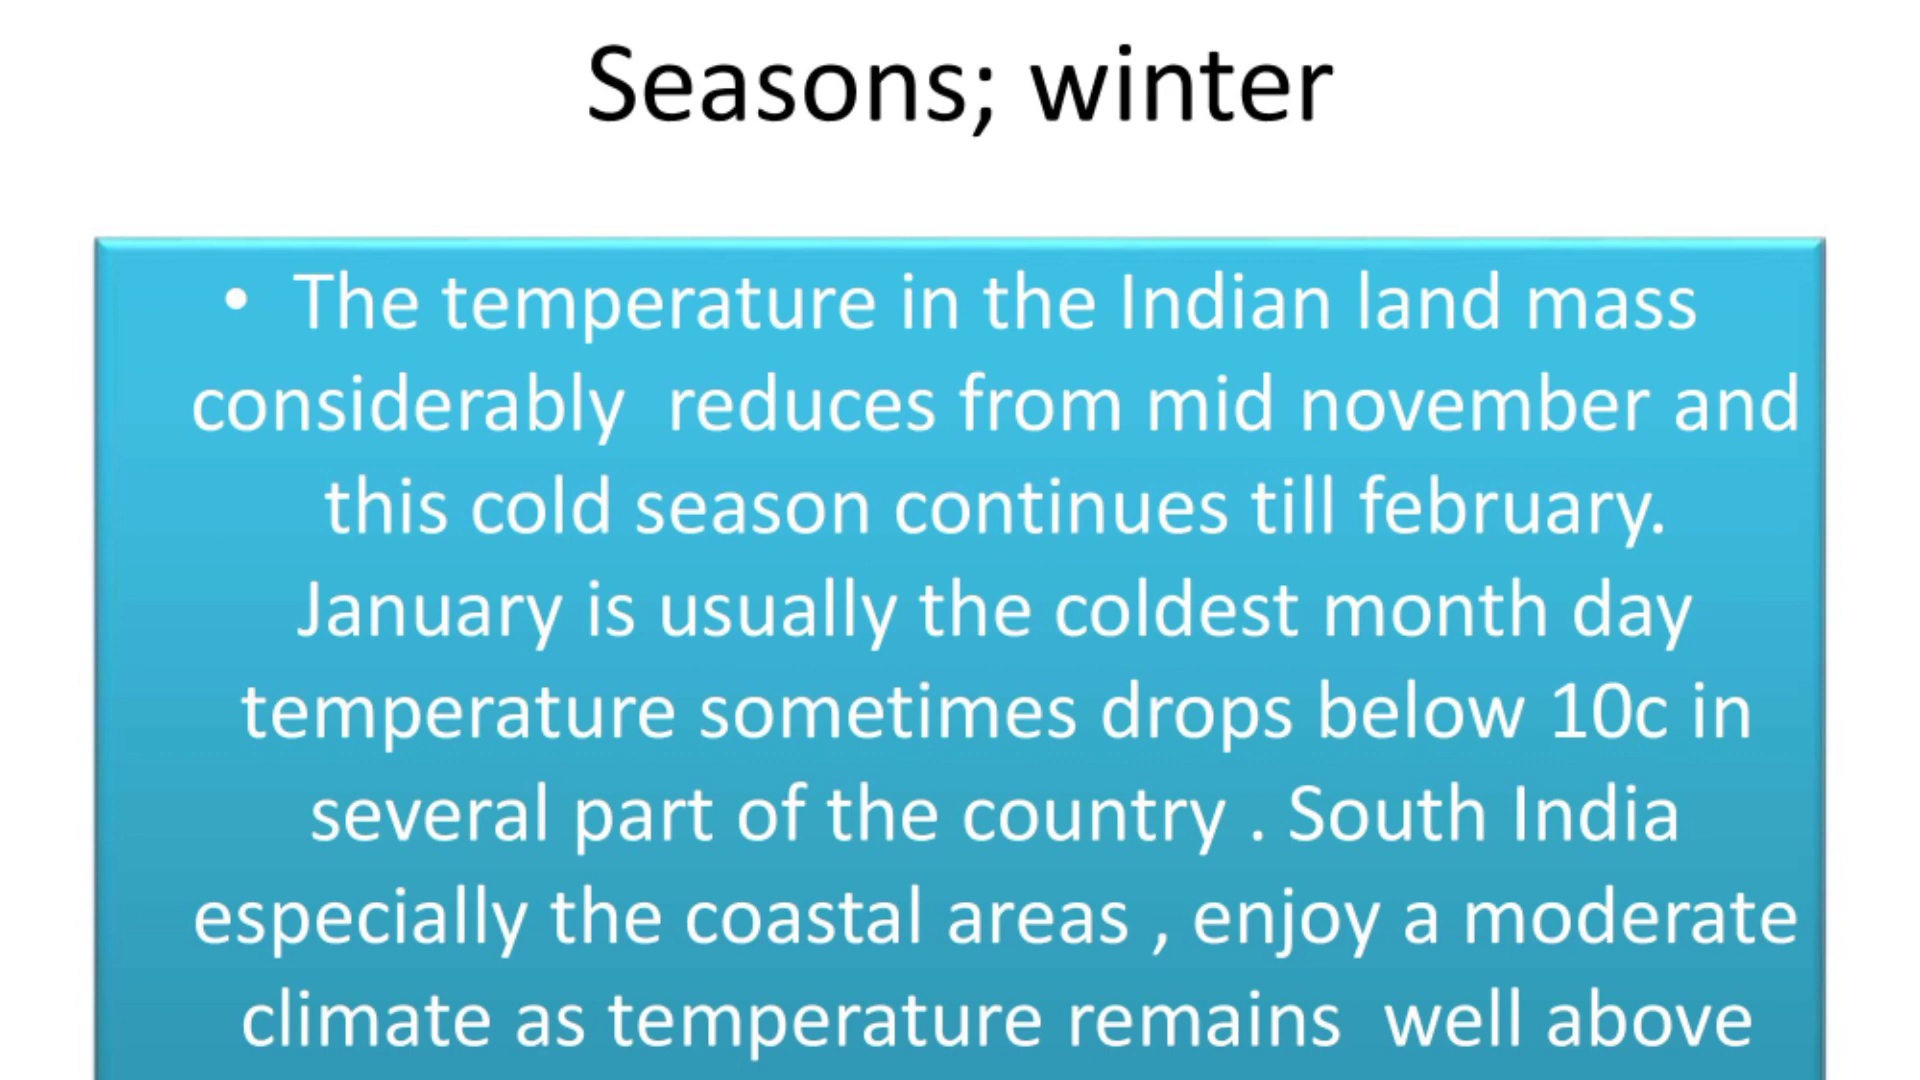 Seasons; winter
• The temperature in the Indian land mass
considerably  reduces from mid november and
this cold season continues till february.
January is usually the coldest month day
temperature sometimes drops below 10c in
several part of the country . South India
especially the coastal areas , enjoy a moderate
climate as temperature remains  well above